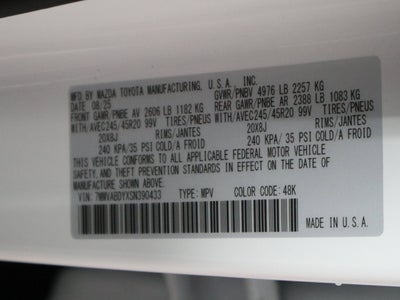 MFD BY MAZDA TOYOTA MANUFACTURING, U.S.A., INC.
DATE 08/25 GVWR/PNBV 4976 LB 2257 KG
FRONT GAWR/PNBE AV 2606 LB 1182 KG REAR GAWR/PNBE AR 2388 LB 1083 KG
WITH/AVEC245/45R20 99V TIRES/PNEUS WITH/AVEC245/45R20 99V TIRES/PNEUS
20X8J RIMS/JANTES 20X8J RIMS/JANTES
240 KPA/35 PSI COLD/A FROID 240 KPA/ 35 PSI COLD/A FROID
THIS VEHICLE CONFORMS TO ALL APPLICABLE FEDERAL MOTOR VEHICLE
SAFETY, AND THEFT PREVENTION STANDARDS IN EFFECT ON THE DATE OF
MANUFACTURE SHOWN ABOVE.
VIN: 7MMVABDYXSN390433 TYPE: MPV COLOR CODE: 48K
MADE IN U.S.A.